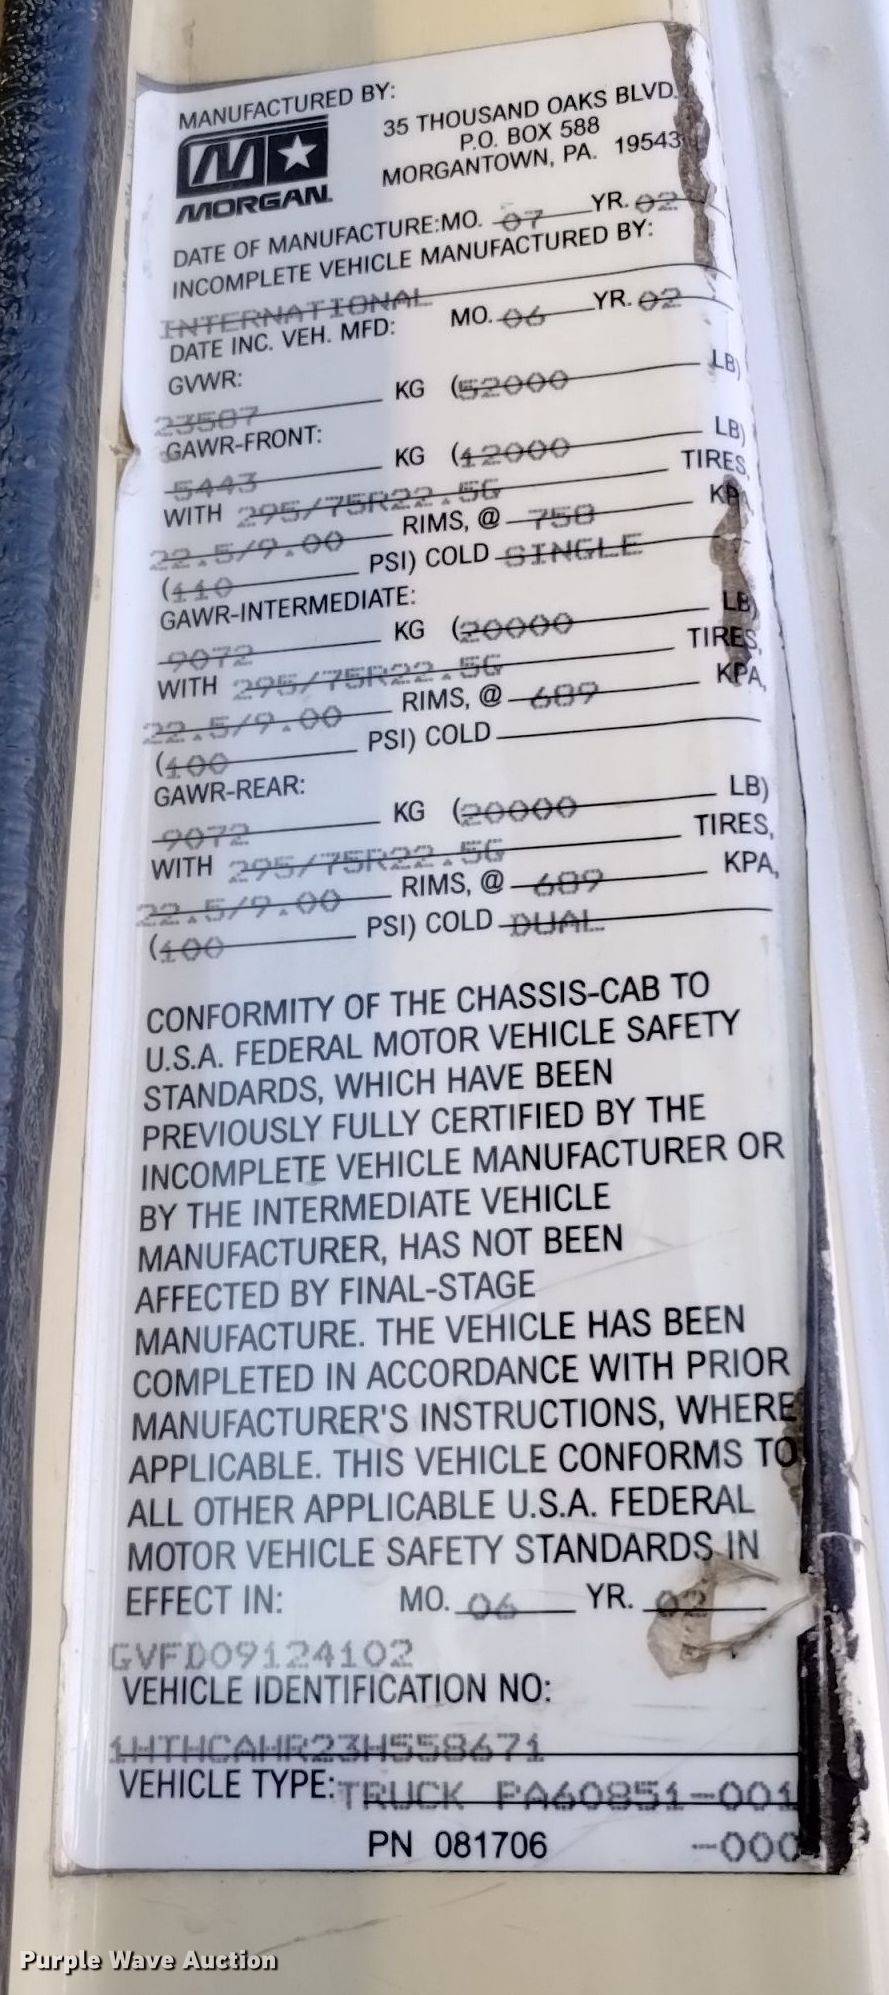 MANUFACTURED BY:
35 THOUSAND OAKS BLVD.
P.O. BOX 588
MORGANTOWN, PA. 19543
MORGAN
DATE OF MANUFACTURE:MO. 07 YR. 02
INCOMPLETE VEHICLE MANUFACTURED BY:
INTERNATIONAL
DATE INC. VEH. MFD: MO. 06 YR. 02
GVWR:
23587 KG (52000 LB)
GAWR-FRONT:
5443 KG (12000 LB)
WITH 295/75R22.5G TIRES,
22.5/9.00 RIMS, @ 758 KPA
(110 PSI) COLD SINGLE
GAWR-INTERMEDIATE:
9072 KG (20000 LB)
WITH 295/75R22.5G TIRES,
22.5/9.00 RIMS, @ 689 KPA,
(100 PSI) COLD
GAWR-REAR:
9072 KG (20000 LB)
WITH 295/75R22.5G TIRES,
22.5/9.00 RIMS, @ 689 KPA,
(100 PSI) COLD DUAL
CONFORMITY OF THE CHASSIS-CAB TO
U.S.A. FEDERAL MOTOR VEHICLE SAFETY
STANDARDS, WHICH HAVE BEEN
PREVIOUSLY FULLY CERTIFIED BY THE
INCOMPLETE VEHICLE MANUFACTURER OR
BY THE INTERMEDIATE VEHICLE
MANUFACTURER, HAS NOT BEEN
AFFECTED BY FINAL-STAGE
MANUFACTURE. THE VEHICLE HAS BEEN
COMPLETED IN ACCORDANCE WITH PRIOR
MANUFACTURER'S INSTRUCTIONS, WHERE
APPLICABLE. THIS VEHICLE CONFORMS TO
ALL OTHER APPLICABLE U.S.A. FEDERAL
MOTOR VEHICLE SAFETY STANDARDS IN
EFFECT IN: MO. 06 YR. 02
GVFD09124102
VEHICLE IDENTIFICATION NO:
1HTHCAHR23H558671
VEHICLE TYPE: TRUCK PA60851-001
PN 081706 -000
Purple Wave Auction